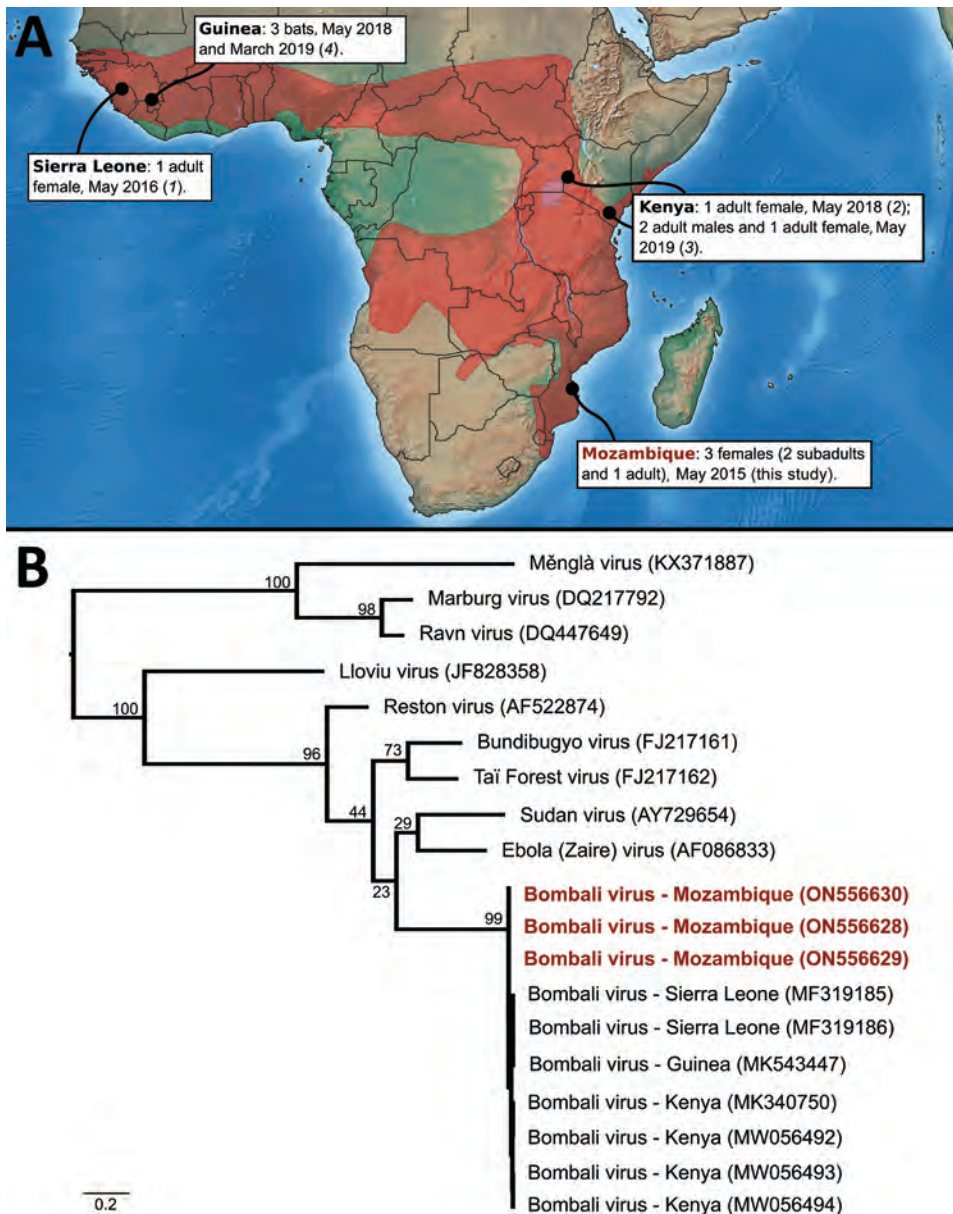 A
Guinea: 3 bats, May 2018
and March 2019 (4).
Sierra Leone: 1 adult
female, May 2016 (1).
Kenya: 1 adult female, May 2018 (2);
2 adult males and 1 adult female, May
2019 (3).
Mozambique: 3 females (2 subadults
and 1 adult), May 2015 (this study).
B
100
Měnglà virus (KX371887)
98
Marburg virus (DQ217792)
Ravn virus (DQ447649)
100
Lloviu virus (JF828358)
96
Reston virus (AF522874)
44
73
Bundibugyo virus (FJ217161)
Taï Forest virus (FJ217162)
23
29
Sudan virus (AY729654)
Ebola (Zaire) virus (AF086833)
99
Bombali virus - Mozambique (ON556630)
Bombali virus - Mozambique (ON556628)
Bombali virus - Mozambique (ON556629)
Bombali virus - Sierra Leone (MF319185)
Bombali virus - Sierra Leone (MF319186)
Bombali virus - Guinea (MK543447)
Bombali virus - Kenya (MK340750)
Bombali virus - Kenya (MW056492)
Bombali virus - Kenya (MW056493)
Bombali virus - Kenya (MW056494)
0.2